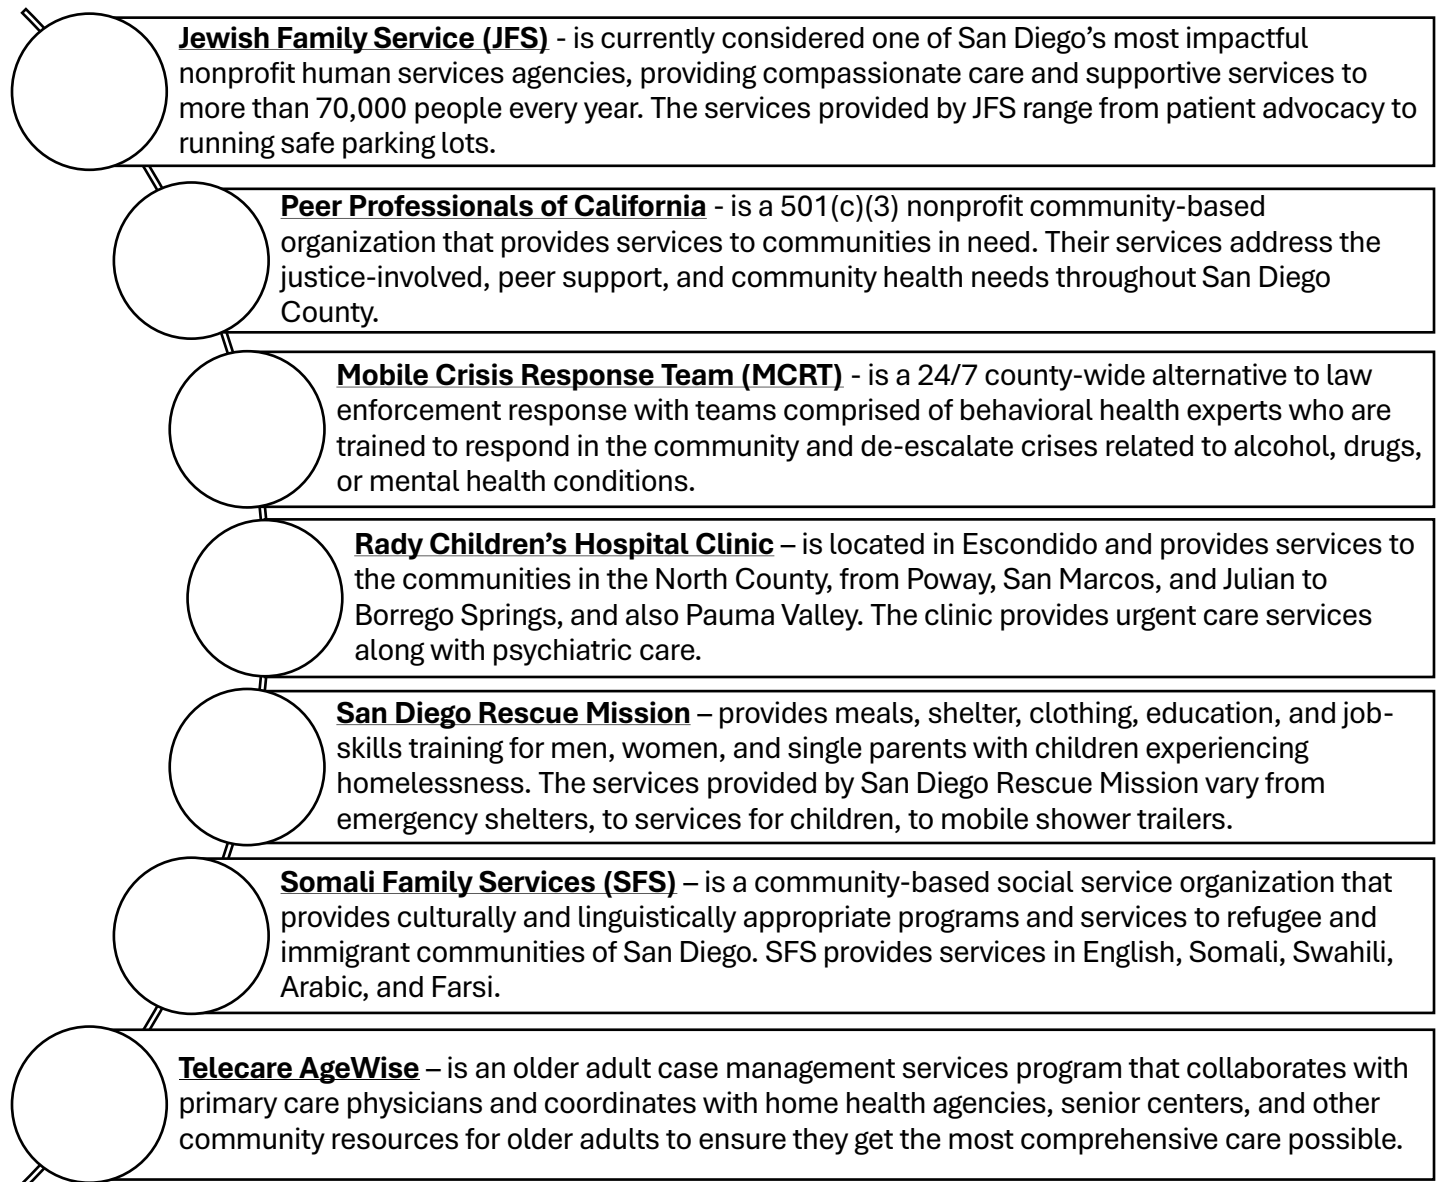 Jewish Family Service (JFS) - is currently considered one of San Diego’s most impactful
nonprofit human services agencies, providing compassionate care and supportive services to
more than 70,000 people every year. The services provided by JFS range from patient advocacy to
running safe parking lots.
Peer Professionals of California - is a 501(c)(3) nonprofit community-based
organization that provides services to communities in need. Their services address the
justice-involved, peer support, and community health needs throughout San Diego
County.
Mobile Crisis Response Team (MCRT) - is a 24/7 county-wide alternative to law
enforcement response with teams comprised of behavioral health experts who are
trained to respond in the community and de-escalate crises related to alcohol, drugs,
or mental health conditions.
Rady Children’s Hospital Clinic – is located in Escondido and provides services to
the communities in the North County, from Poway, San Marcos, and Julian to
Borrego Springs, and also Pauma Valley. The clinic provides urgent care services
along with psychiatric care.
San Diego Rescue Mission – provides meals, shelter, clothing, education, and job-
skills training for men, women, and single parents with children experiencing
homelessness. The services provided by San Diego Rescue Mission vary from
emergency shelters, to services for children, to mobile shower trailers.
Somali Family Services (SFS) – is a community-based social service organization that
provides culturally and linguistically appropriate programs and services to refugee and
immigrant communities of San Diego. SFS provides services in English, Somali, Swahili,
Arabic, and Farsi.
Telecare AgeWise – is an older adult case management services program that collaborates with
primary care physicians and coordinates with home health agencies, senior centers, and other
community resources for older adults to ensure they get the most comprehensive care possible.